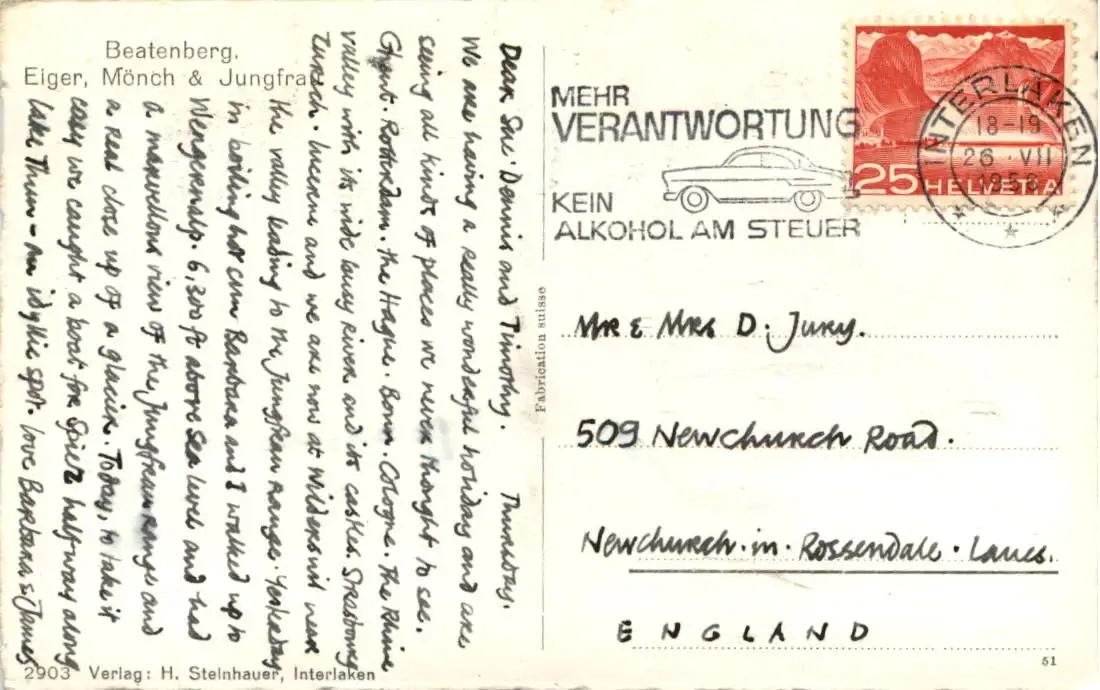 Beatenberg.
Eiger, Mönch & Jungfrau
Dear Sue, Dennis and Timothy. Thursday.
We are having a really wonderful holiday and are
seeing all kinds of places we never thought to see.
Ghent. Rotterdam. the Hague. Bonn. Cologne. the Rhine
valley with its wide busy river and its castles. Strasbourg
Zurich. Lucerne and we are now at Wilderswil near
the valley leading to the Jungfrau range. Yesterday
in boiling hot sun Barbara and I walked up to
Wengernalp. 6,200 ft above sea level and had
a marvellous view of the Jungfrau range and
a real close up of a glacier. Today, to take it
easy we caught a boat for Spiez half-way along
lake Thun - an idyllic spot. love Barbara & James
2903 Verlag: H. Steinhauer, Interlaken
Fabrication suisse
MEHR
VERANTWORTUNG
KEIN
ALKOHOL AM STEUER
25 HELVETIA
INTERLAKEN
18-19
26.VII
1956
Mr & Mrs D. Jury.
509 Newchurch Road.
Newchurch.in.Rossendale.Lancs.
ENGLAND
51